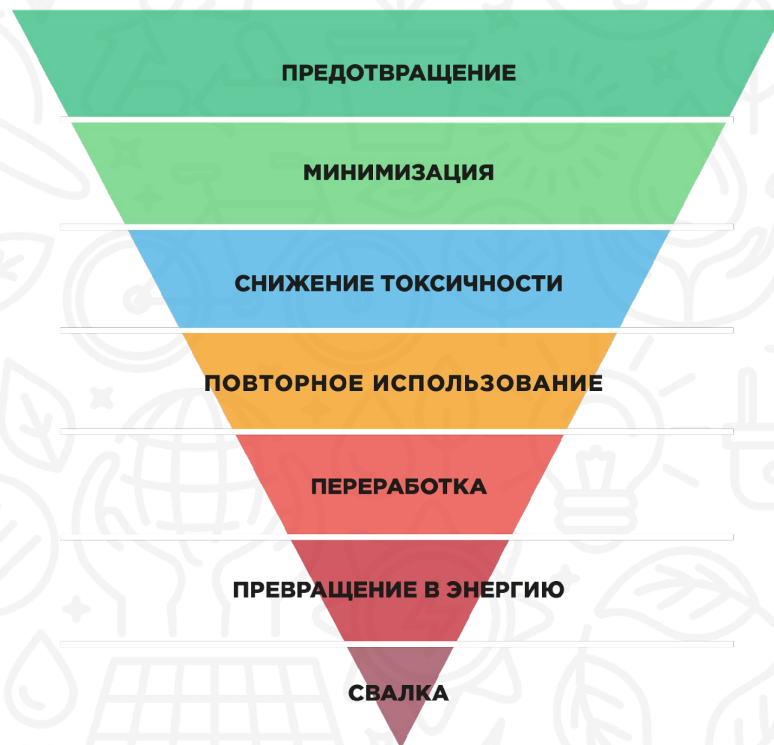 ПРЕДОТВРАЩЕНИЕ
МИНИМИЗАЦИЯ
СНИЖЕНИЕ ТОКСИЧНОСТИ
ПОВТОРНОЕ ИСПОЛЬЗОВАНИЕ
ПЕРЕРАБОТКА
ПРЕВРАЩЕНИЕ В ЭНЕРГИЮ
СВАЛКА